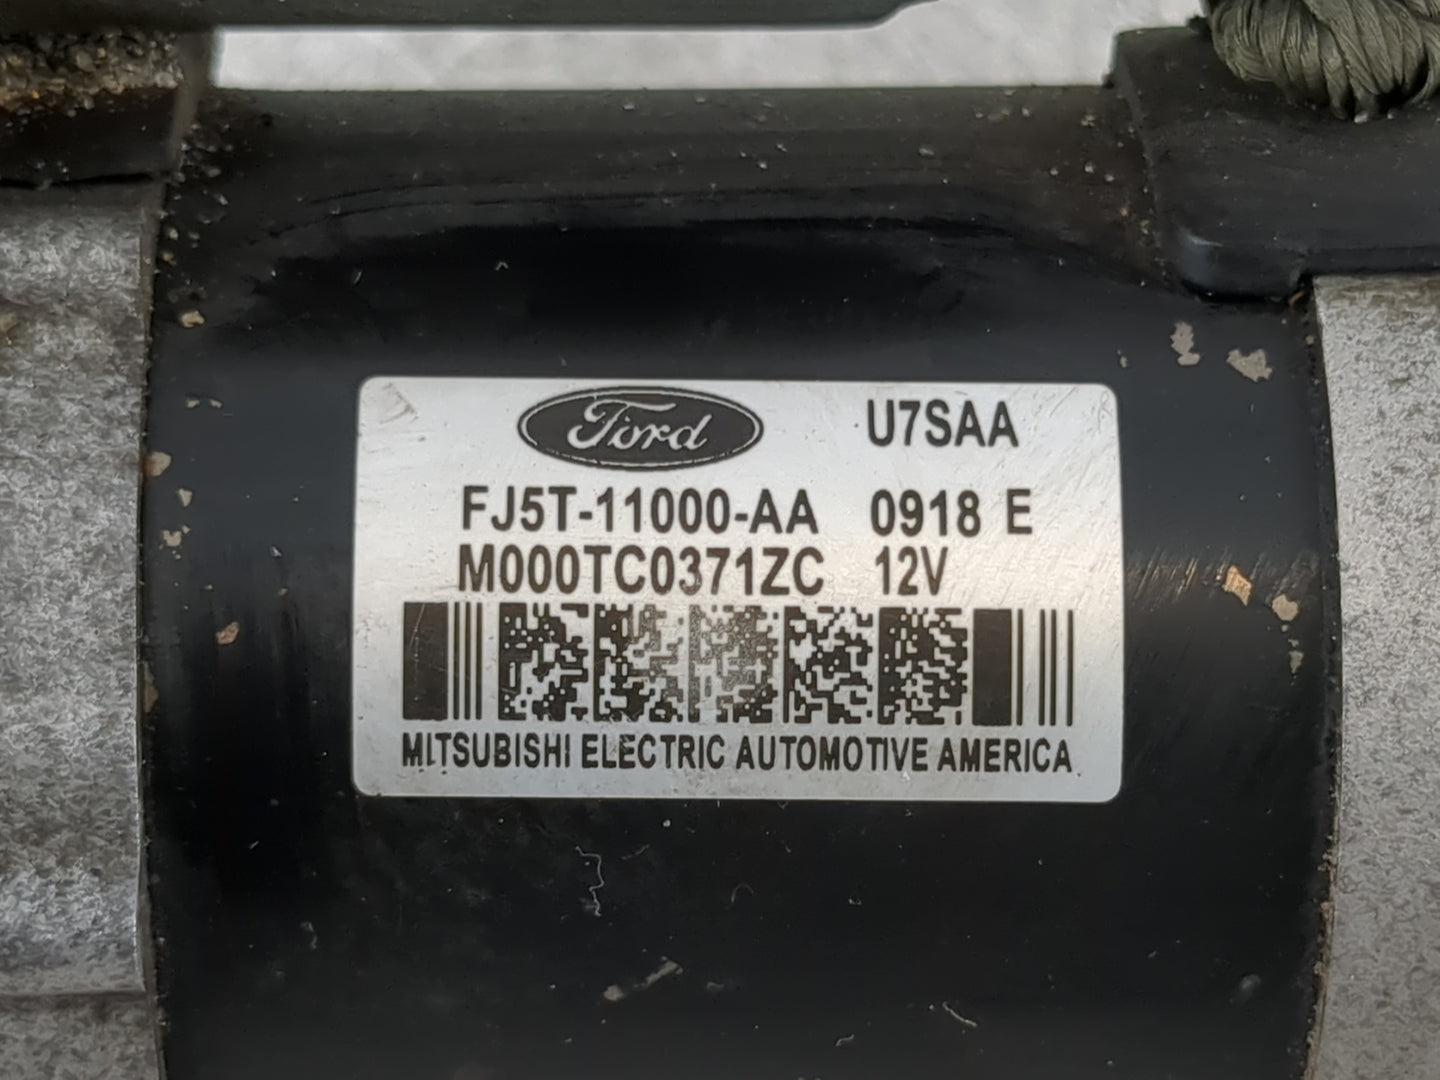 Ford U7SAA
FJ5T-11000-AA 0918 E
M000TC0371ZC 12V
MITSUBISHI ELECTRIC AUTOMOTIVE AMERICA